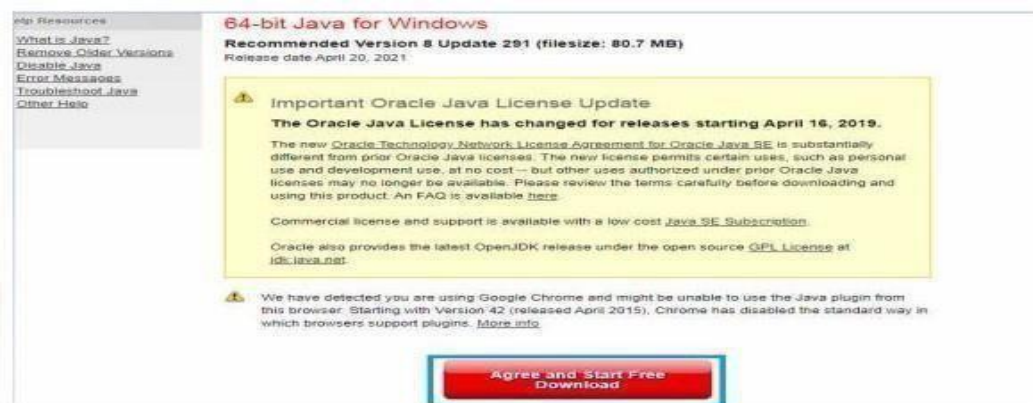 elp Resources
What is Java?
Remove Older Versions
Disable Java
Error Messages
Troubleshoot Java
Other Help
64-bit Java for Windows
Recommended Version 8 Update 291 (filesize: 80.7 MB)
Release date April 20, 2021
Important Oracle Java License Update
The Oracle Java License has changed for releases starting April 16, 2019.
The new Oracle Technology Network License Agreement for Oracle Java SE is substantially
different from prior Oracle Java licenses. The new license permits certain uses, such as personal
use and development use, at no cost -- but other uses authorized under prior Oracle Java
licenses may no longer be available. Please review the terms carefully before downloading and
using this product. An FAQ is available here.
Commercial license and support is available with a low cost Java SE Subscription.
Oracle also provides the latest OpenJDK release under the open source GPL License at
jdk.java.net.
We have detected you are using Google Chrome and might be unable to use the Java plugin from
this browser. Starting with Version 42 (released April 2015), Chrome has disabled the standard way in
which browsers support plugins. More info
Agree and Start Free
Download